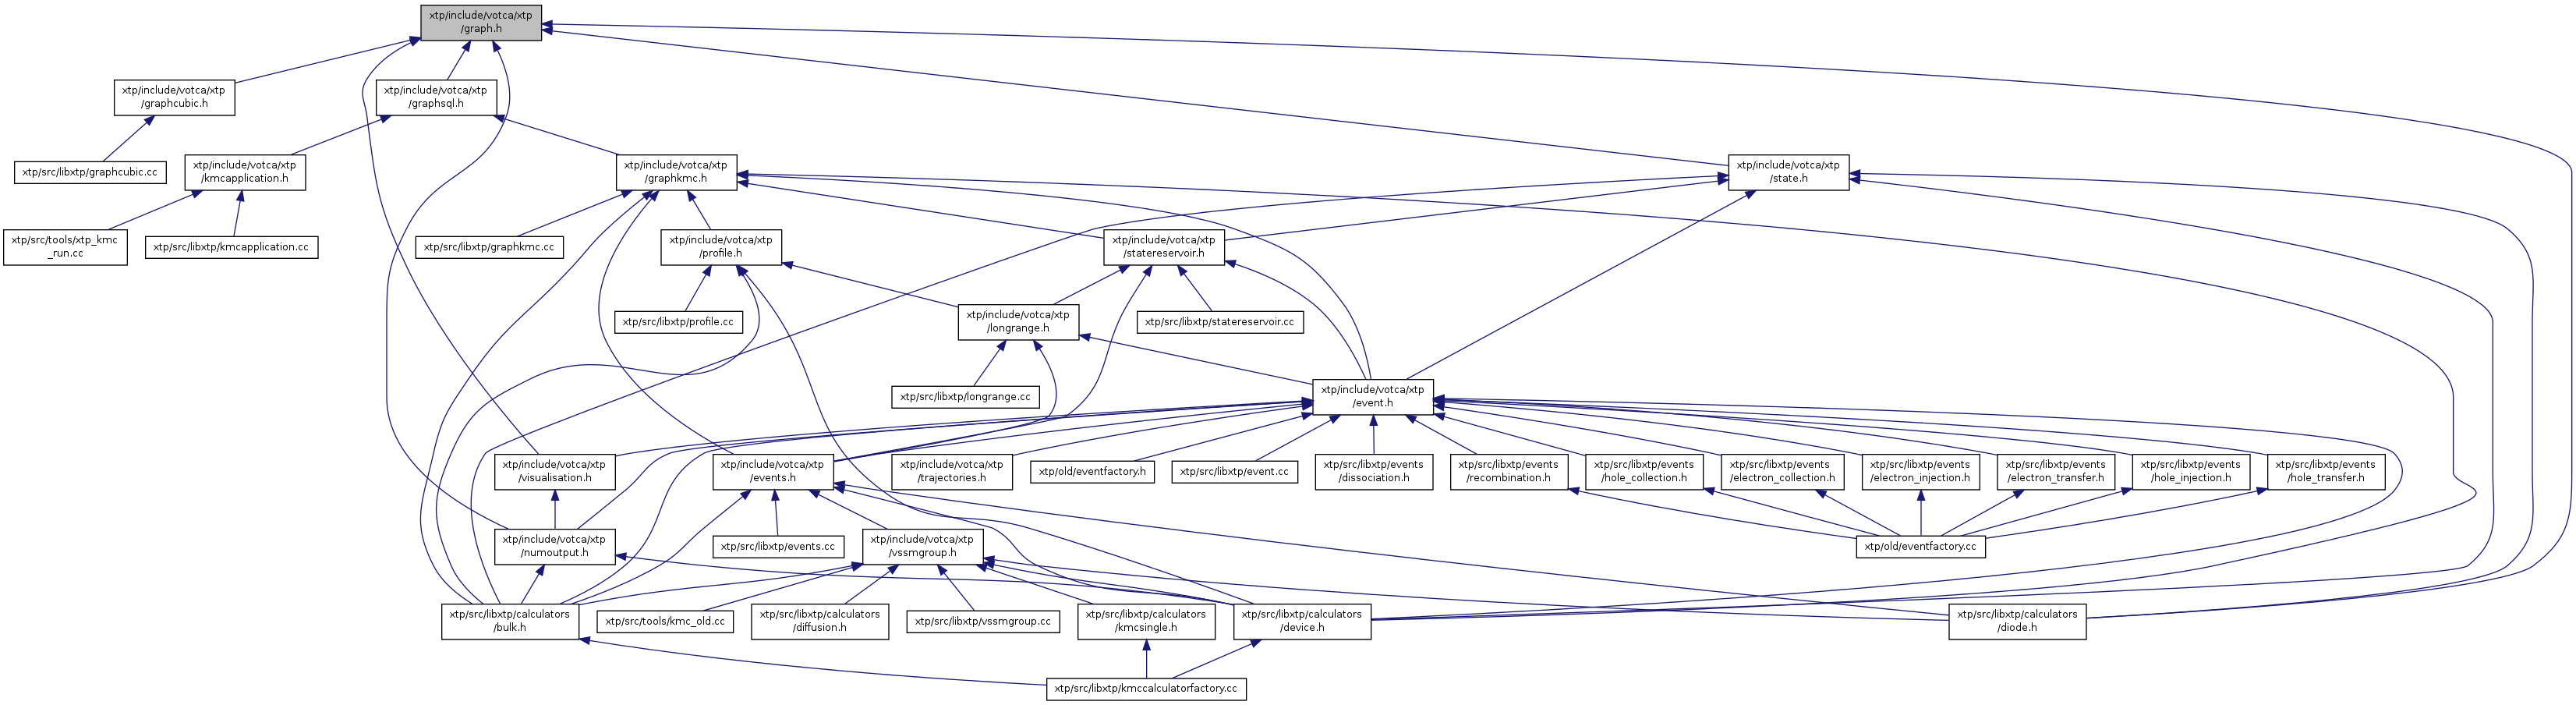 xtp/include/votca/xtp
/graph.h
xtp/include/votca/xtp
/graphcubic.h
xtp/include/votca/xtp
/graphsql.h
xtp/src/libxtp/graphcubic.cc
xtp/include/votca/xtp
/kmcapplication.h
xtp/include/votca/xtp
/graphkmc.h
xtp/include/votca/xtp
/state.h
xtp/src/tools/xtp_kmc
_run.cc
xtp/src/libxtp/kmcapplication.cc
xtp/src/libxtp/graphkmc.cc
xtp/include/votca/xtp
/profile.h
xtp/include/votca/xtp
/statereservoir.h
xtp/src/libxtp/profile.cc
xtp/include/votca/xtp
/longrange.h
xtp/src/libxtp/statereservoir.cc
xtp/src/libxtp/longrange.cc
xtp/include/votca/xtp
/event.h
xtp/include/votca/xtp
/visualisation.h
xtp/include/votca/xtp
/events.h
xtp/include/votca/xtp
/trajectories.h
xtp/old/eventfactory.h
xtp/src/libxtp/event.cc
xtp/src/libxtp/events
/dissociation.h
xtp/src/libxtp/events
/recombination.h
xtp/src/libxtp/events
/hole_collection.h
xtp/src/libxtp/events
/electron_collection.h
xtp/src/libxtp/events
/electron_injection.h
xtp/src/libxtp/events
/electron_transfer.h
xtp/src/libxtp/events
/hole_injection.h
xtp/src/libxtp/events
/hole_transfer.h
xtp/include/votca/xtp
/numoutput.h
xtp/src/libxtp/events.cc
xtp/include/votca/xtp
/vssmgroup.h
xtp/old/eventfactory.cc
xtp/src/libxtp/calculators
/bulk.h
xtp/src/tools/kmc_old.cc
xtp/src/libxtp/calculators
/diffusion.h
xtp/src/libxtp/vssmgroup.cc
xtp/src/libxtp/calculators
/kmcsingle.h
xtp/src/libxtp/calculators
/device.h
xtp/src/libxtp/calculators
/diode.h
xtp/src/libxtp/kmccalculatorfactory.cc